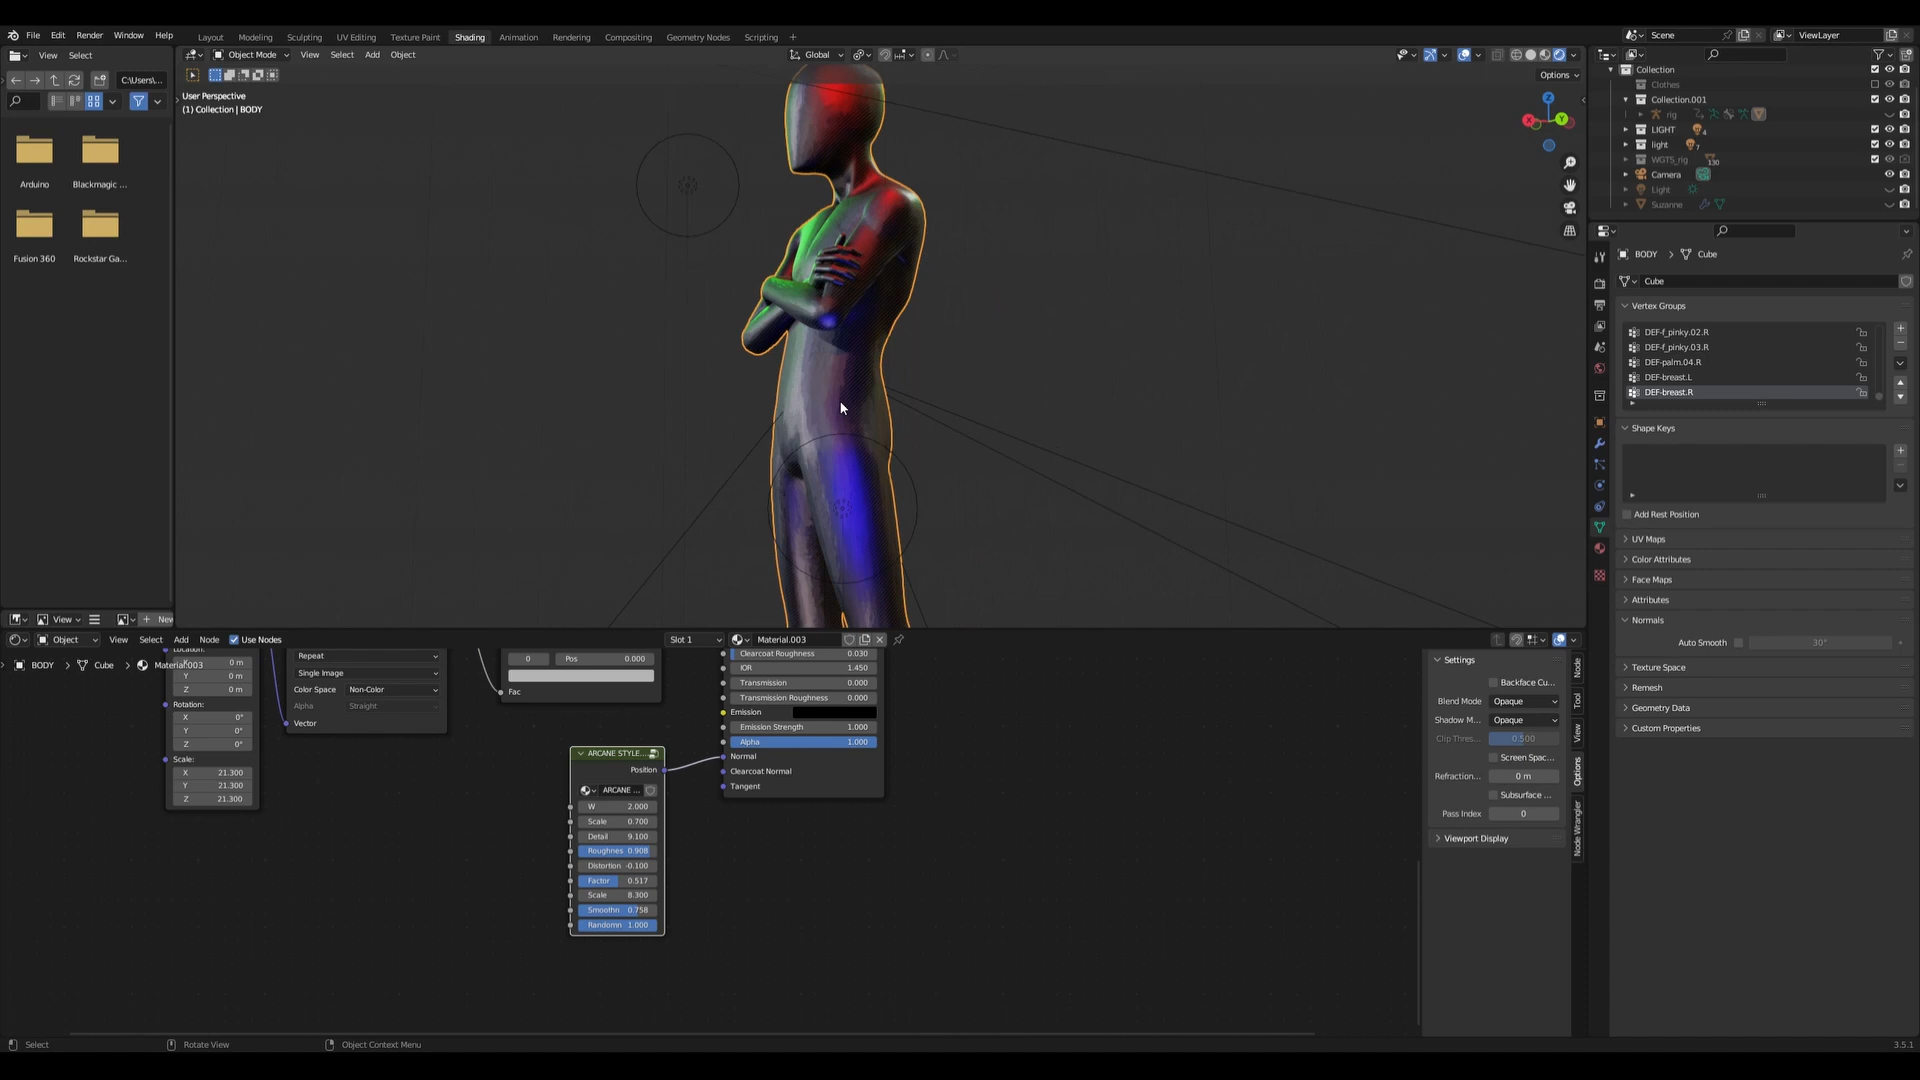 File Edit Render Window Help
Layout Modeling Sculpting UV Editing Texture Paint Shading Animation Rendering Compositing Geometry Nodes Scripting
Scene ViewLayer
View Select
Object Mode View Select Add Object
Global
C:\Users\...
Options
User Perspective
(1) Collection | BODY
Arduino Blackmagic ...
Fusion 360 Rockstar Ga...
Collection
Clothes
Collection.001
rig
LIGHT 4
light 7
WGTS_rig 130
Camera
Light
Suzanne
X Y Z
BODY > Cube
Cube
Vertex Groups
DEF-f_pinky.02.R
DEF-f_pinky.03.R
DEF-palm.04.R
DEF-breast.L
DEF-breast.R
Shape Keys
Add Rest Position
UV Maps
Color Attributes
Face Maps
Attributes
Normals
Auto Smooth 30°
Texture Space
Remesh
Geometry Data
Custom Properties
View New
Object View Select Add Node Use Nodes
Slot 1 Material.003
BODY > Cube > Material.003
Location:
X 0 m
Y 0 m
Z 0 m
Rotation:
X 0°
Y 0°
Z 0°
Scale:
X 21.300
Y 21.300
Z 21.300
Repeat
Single Image
Color Space Non-Color
Alpha Straight
Vector
0 Pos 0.000
Fac
Clearcoat Roughness 0.030
IOR 1.450
Transmission 0.000
Transmission Roughness 0.000
Emission
Emission Strength 1.000
Alpha 1.000
Normal
Clearcoat Normal
Tangent
ARCANE STYLE...
Position
ARCANE ...
W 2.000
Scale 0.700
Detail 9.100
Roughnes 0.908
Distortion -0.100
Factor 0.517
Scale 8.300
Smoothn 0.758
Randomn 1.000
Settings
Backface Cu...
Blend Mode Opaque
Shadow M... Opaque
Clip Thres... 0.500
Screen Spac...
Refraction... 0 m
Subsurface ...
Pass Index 0
Viewport Display
Node
Tool
View
Options
Node Wrangler
Select Rotate View Object Context Menu 3.5.1